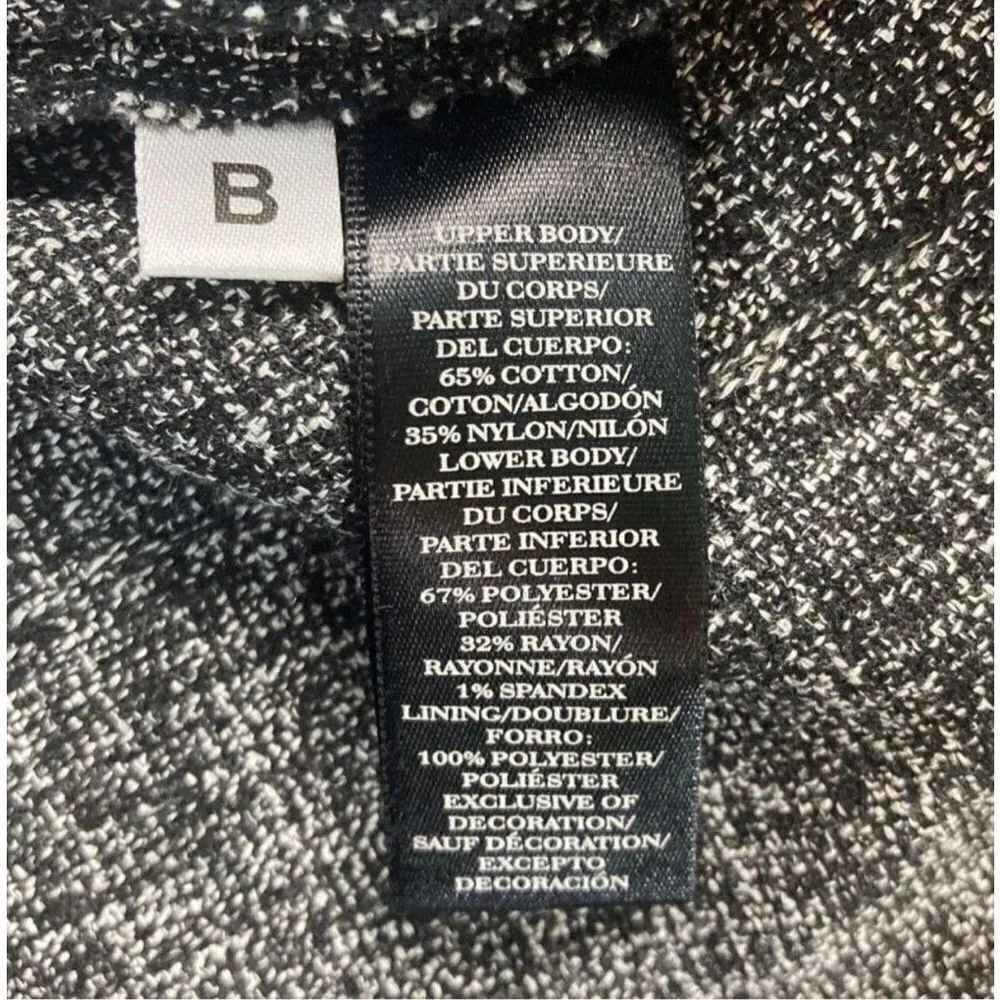 B
UPPER BODY/
PARTIE SUPERIEURE
DU CORPS/
PARTE SUPERIOR
DEL CUERPO:
65% COTTON/
COTON/ALGODÓN
35% NYLON/NILÓN
LOWER BODY/
PARTIE INFERIEURE
DU CORPS/
PARTE INFERIOR
DEL CUERPO:
67% POLYESTER/
POLIÉSTER
32% RAYON/
RAYONNE/RAYÓN
1% SPANDEX
LINING/DOUBLURE/
FORRO:
100% POLYESTER/
POLIÉSTER
EXCLUSIVE OF
DECORATION/
SAUF DÉCORATION/
EXCEPTO
DECORACIÓN